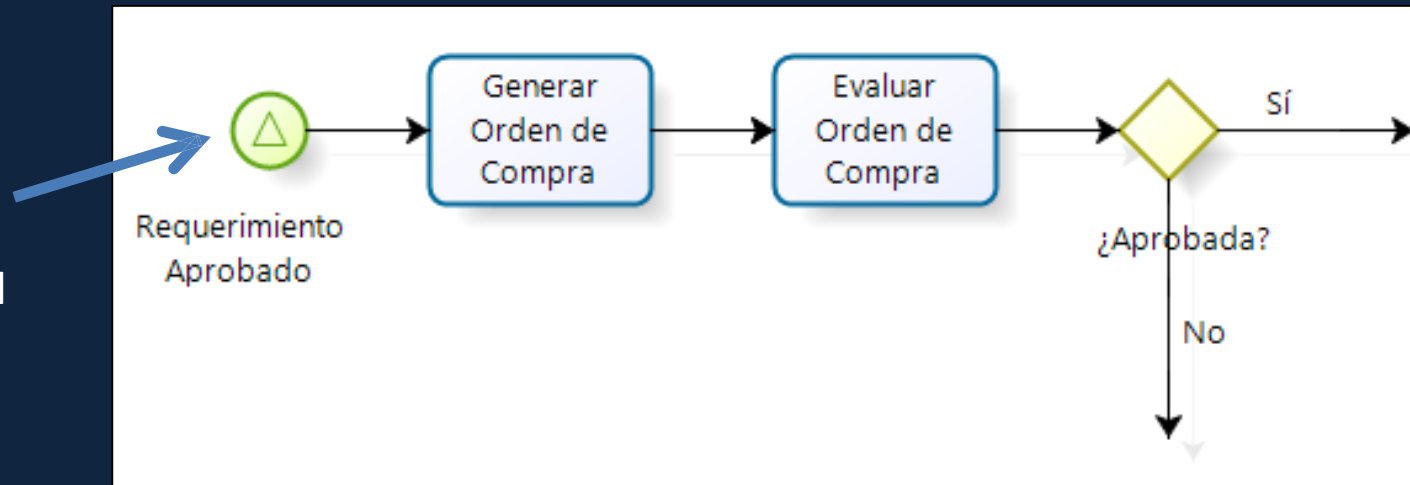 Generar
Orden de
Compra
Evaluar
Orden de
Compra
Sí
Requerimiento
Aprobado
¿Aprobada?
No